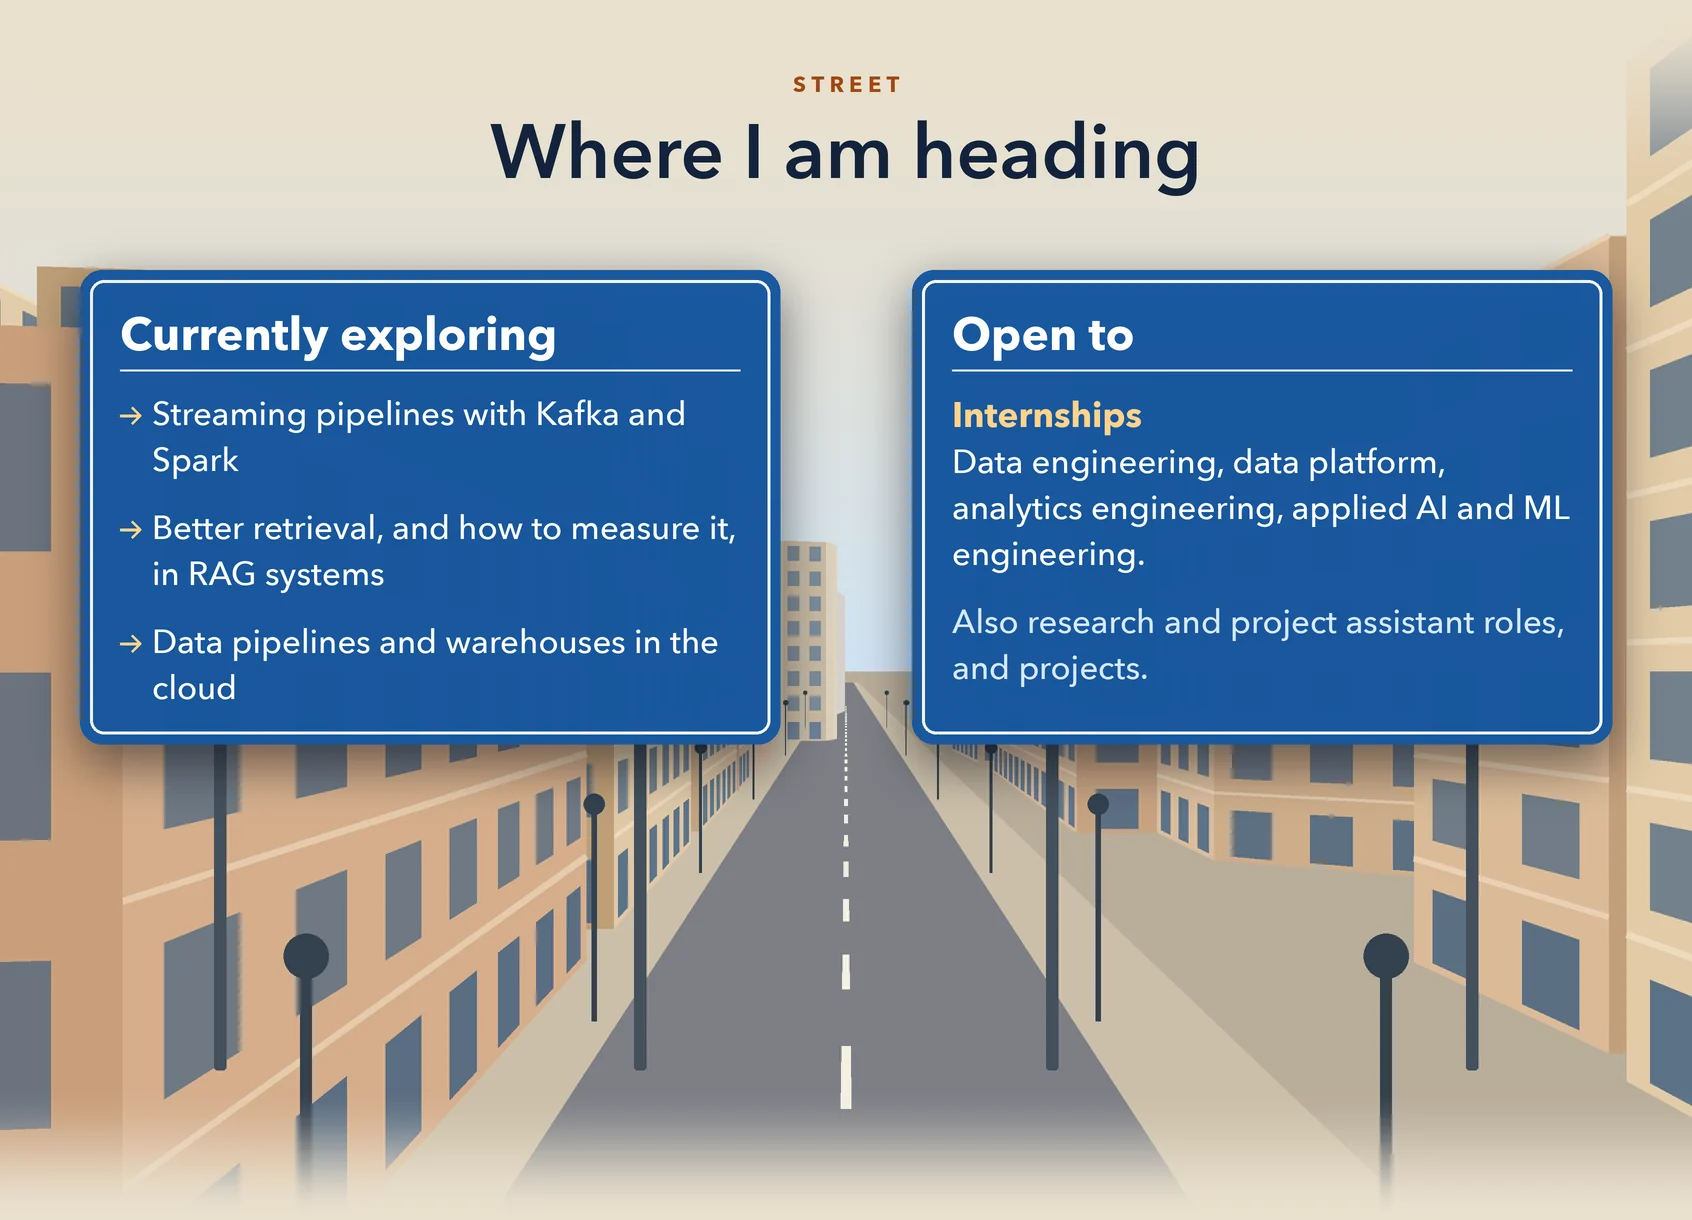 STREET
Where I am heading
Currently exploring
→ Streaming pipelines with Kafka and
Spark
→ Better retrieval, and how to measure it,
in RAG systems
→ Data pipelines and warehouses in the
cloud
Open to
Internships
Data engineering, data platform,
analytics engineering, applied AI and ML
engineering.
Also research and project assistant roles,
and projects.